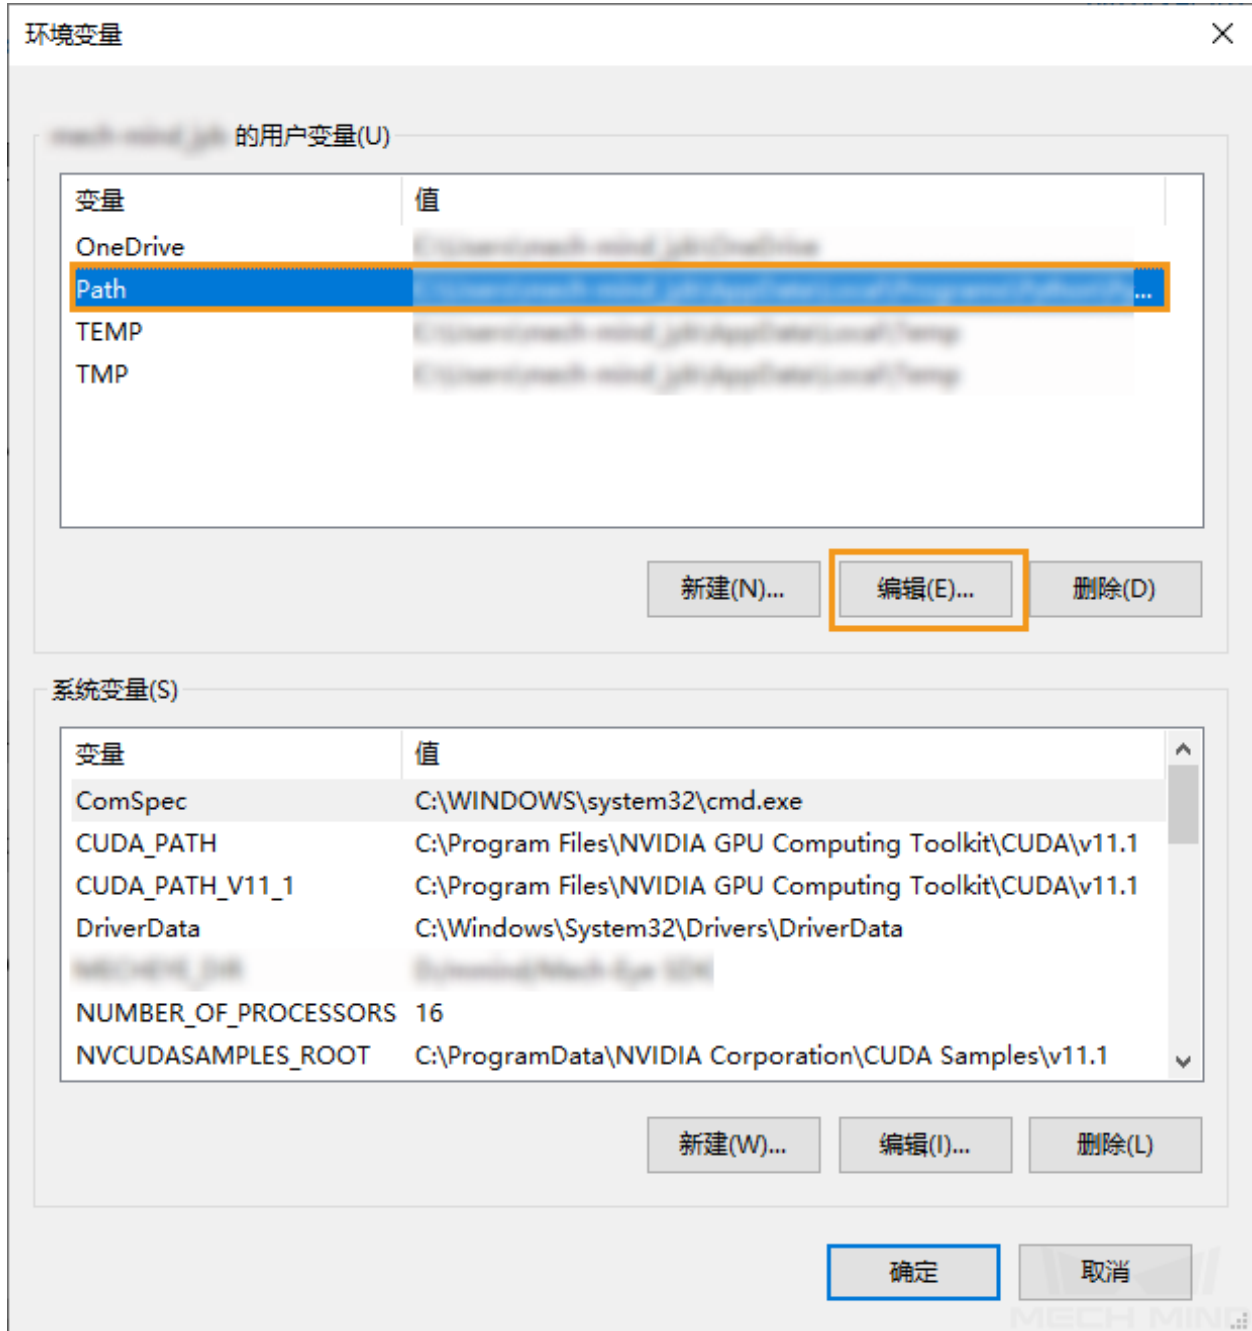 环境变量
的用户变量(U)
变量 值
OneDrive
Path ...
TEMP
TMP
新建(N)... 编辑(E)... 删除(D)
系统变量(S)
变量 值
ComSpec C:\WINDOWS\system32\cmd.exe
CUDA_PATH C:\Program Files\NVIDIA GPU Computing Toolkit\CUDA\v11.1
CUDA_PATH_V11_1 C:\Program Files\NVIDIA GPU Computing Toolkit\CUDA\v11.1
DriverData C:\Windows\System32\Drivers\DriverData
NUMBER_OF_PROCESSORS 16
NVCUDASAMPLES_ROOT C:\ProgramData\NVIDIA Corporation\CUDA Samples\v11.1
新建(W)... 编辑(I)... 删除(L)
确定 取消
MECH MIND